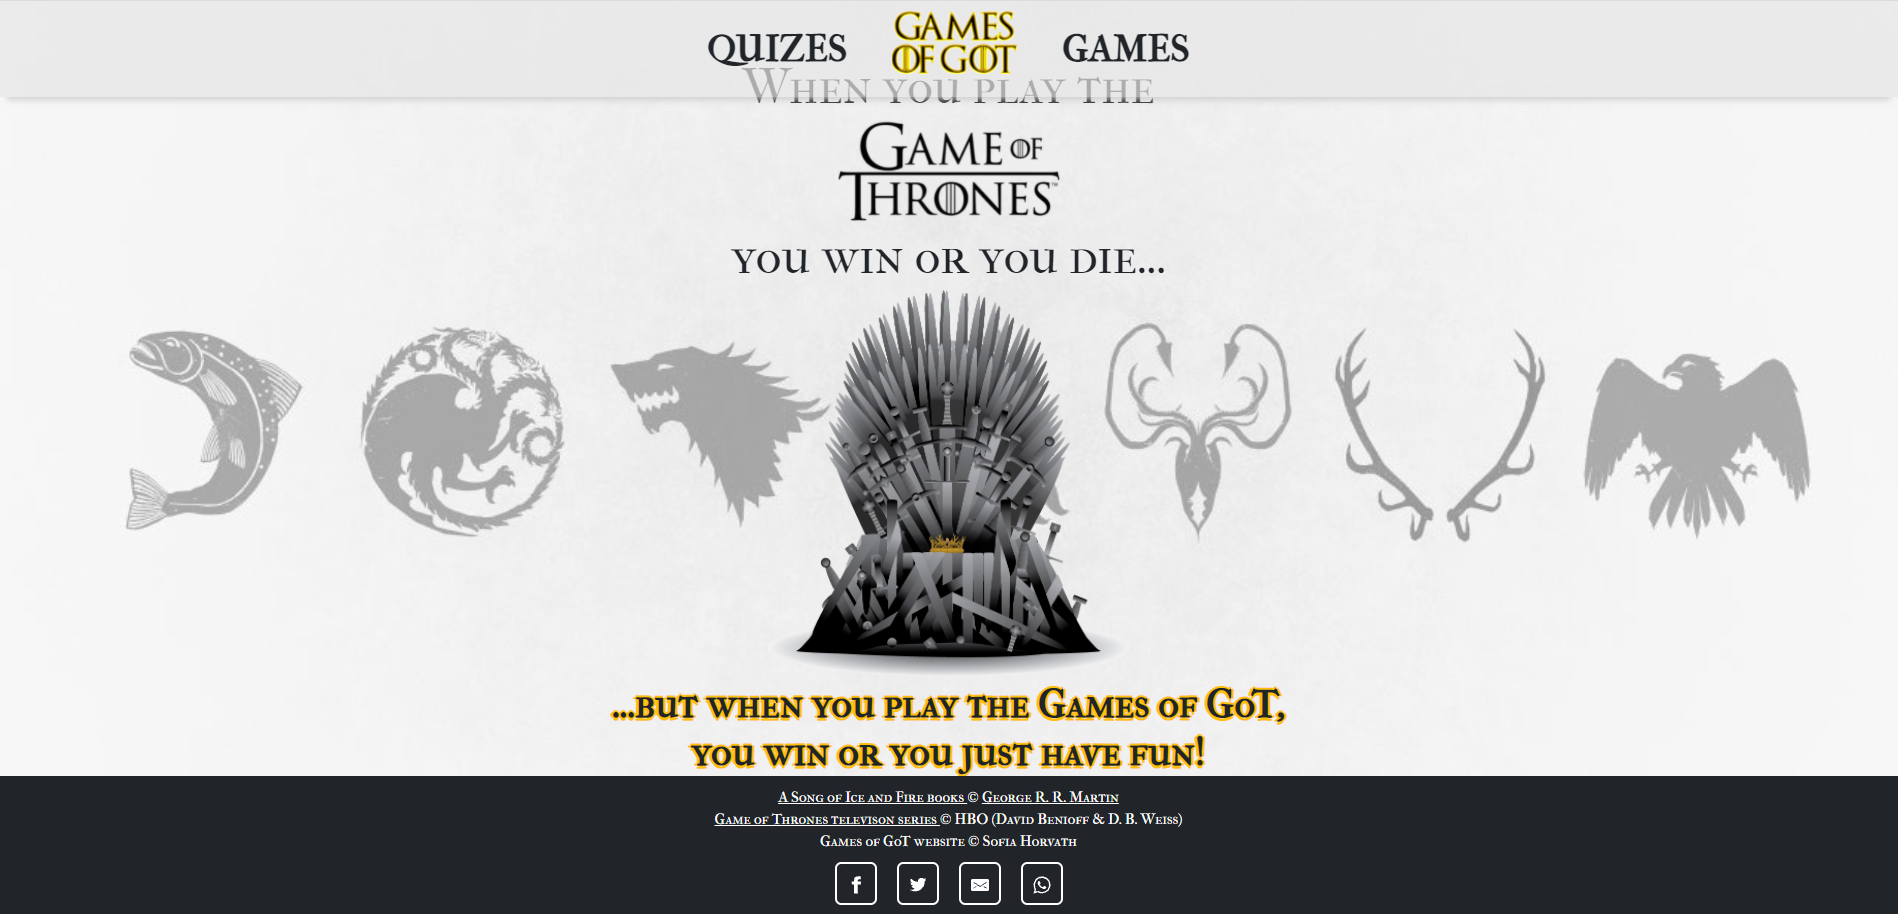 QUIZES
GAMES
OF GOT
GAMES
When you play the
Game of
Thrones™
you win or you die...
...but when you play the Games of GoT,
you win or you just have fun!
A Song of Ice and Fire books © George R. R. Martin
Game of Thrones televison series © HBO (David Benioff & D. B. Weiss)
Games of GoT website © Sofia Horvath